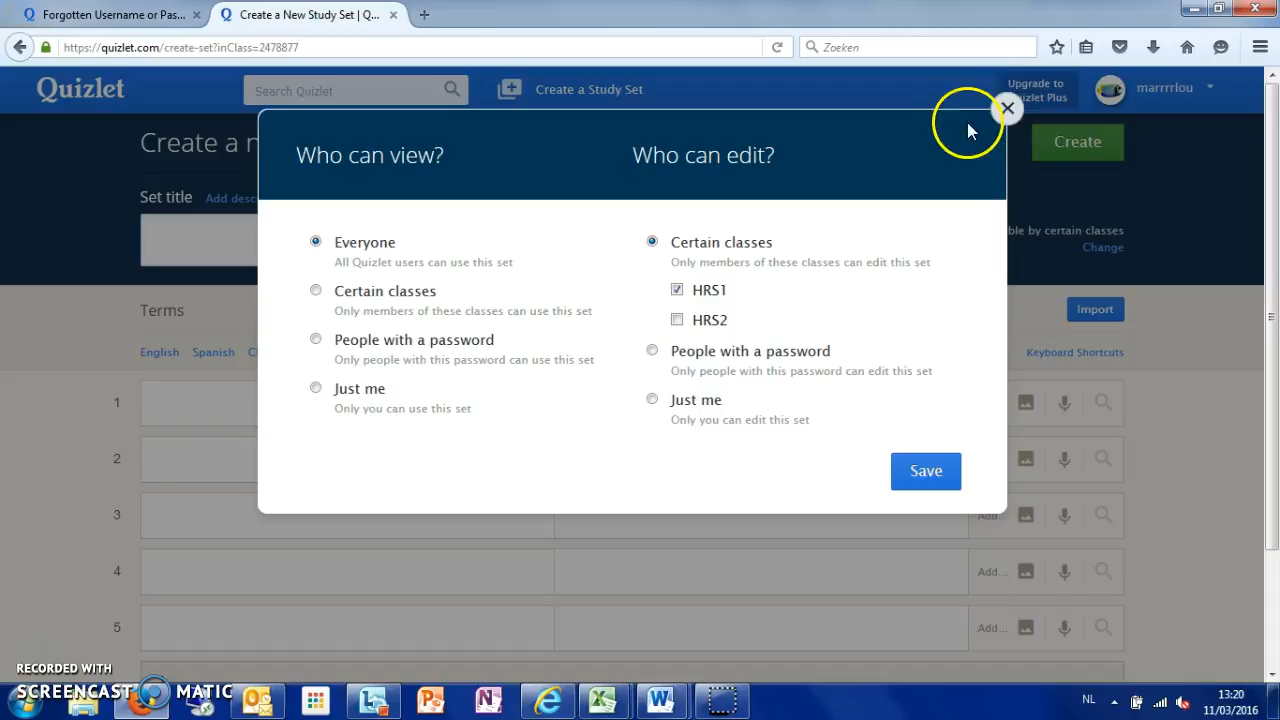 Forgotten Username or Pas...
Create a New Study Set | Q...
https://quizlet.com/create-set?inClass=2478877
Zoeken
Quizlet
Search Quizlet
Create a Study Set
Upgrade to
Quizlet Plus
marrrrlou
Create a n
Create
Who can view?
Who can edit?
Set title
Add desc
ble by certain classes
Change
Everyone
All Quizlet users can use this set
Certain classes
Only members of these classes can use this set
People with a password
Only people with this password can use this set
Just me
Only you can use this set
Certain classes
Only members of these classes can edit this set
HRS1
HRS2
People with a password
Only people with this password can edit this set
Just me
Only you can edit this set
Save
Terms
Import
English Spanish
Keyboard Shortcuts
1
2
3
Add...
4
Add...
5
Add...
RECORDED WITH
SCREENCAST MATIC
NL
13:20
11/03/2016